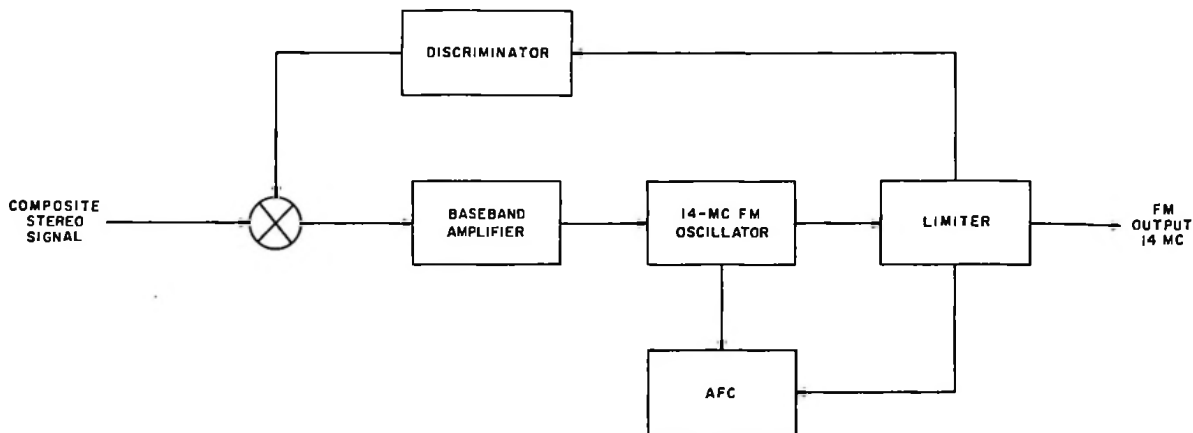 DISCRIMINATOR
COMPOSITE
STEREO
SIGNAL
BASEBAND
AMPLIFIER
14-MC FM
OSCILLATOR
LIMITER
FM
OUTPUT
14 MC
AFC